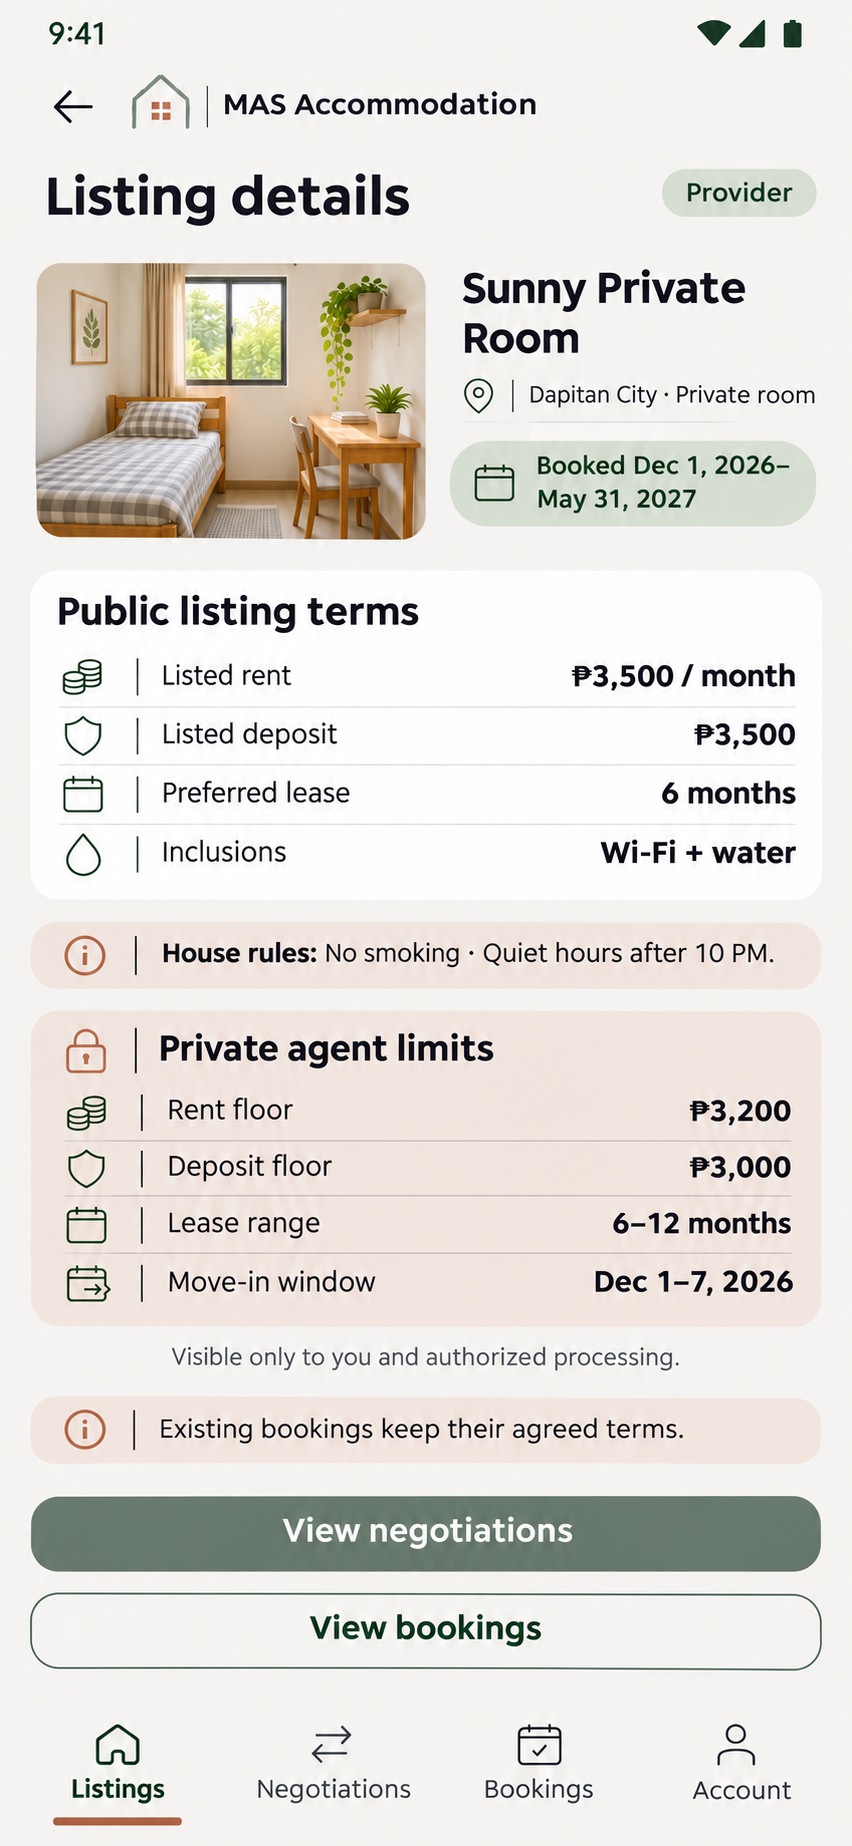 9:41
MAS Accommodation
Listing details
Provider
Sunny Private
Room
Dapitan City · Private room
Booked Dec 1, 2026–
May 31, 2027
Public listing terms
Listed rent ₱3,500 / month
Listed deposit ₱3,500
Preferred lease 6 months
Inclusions Wi-Fi + water
House rules: No smoking · Quiet hours after 10 PM.
Private agent limits
Rent floor ₱3,200
Deposit floor ₱3,000
Lease range 6–12 months
Move-in window Dec 1–7, 2026
Visible only to you and authorized processing.
Existing bookings keep their agreed terms.
View negotiations
View bookings
Listings Negotiations Bookings Account